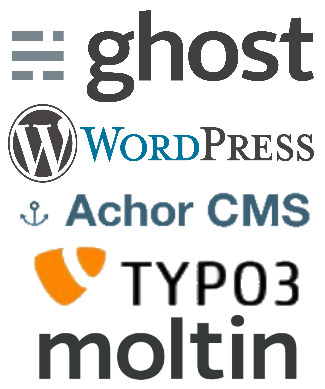 ghost
WORDPRESS
Achor CMS
TYPO3
moltin